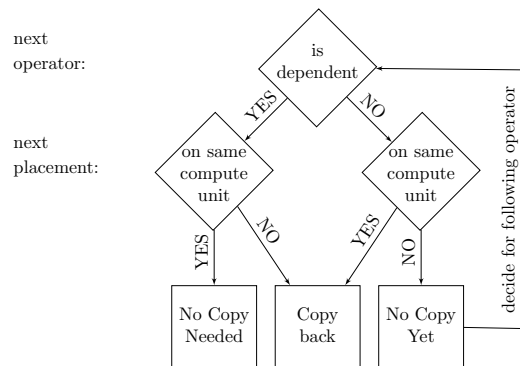 next
operator:
is
dependent
YES
NO
next
placement:
on same
compute
unit
on same
compute
unit
YES
NO
YES
NO
decide for following operator
No Copy
Needed
Copy
back
No Copy
Yet